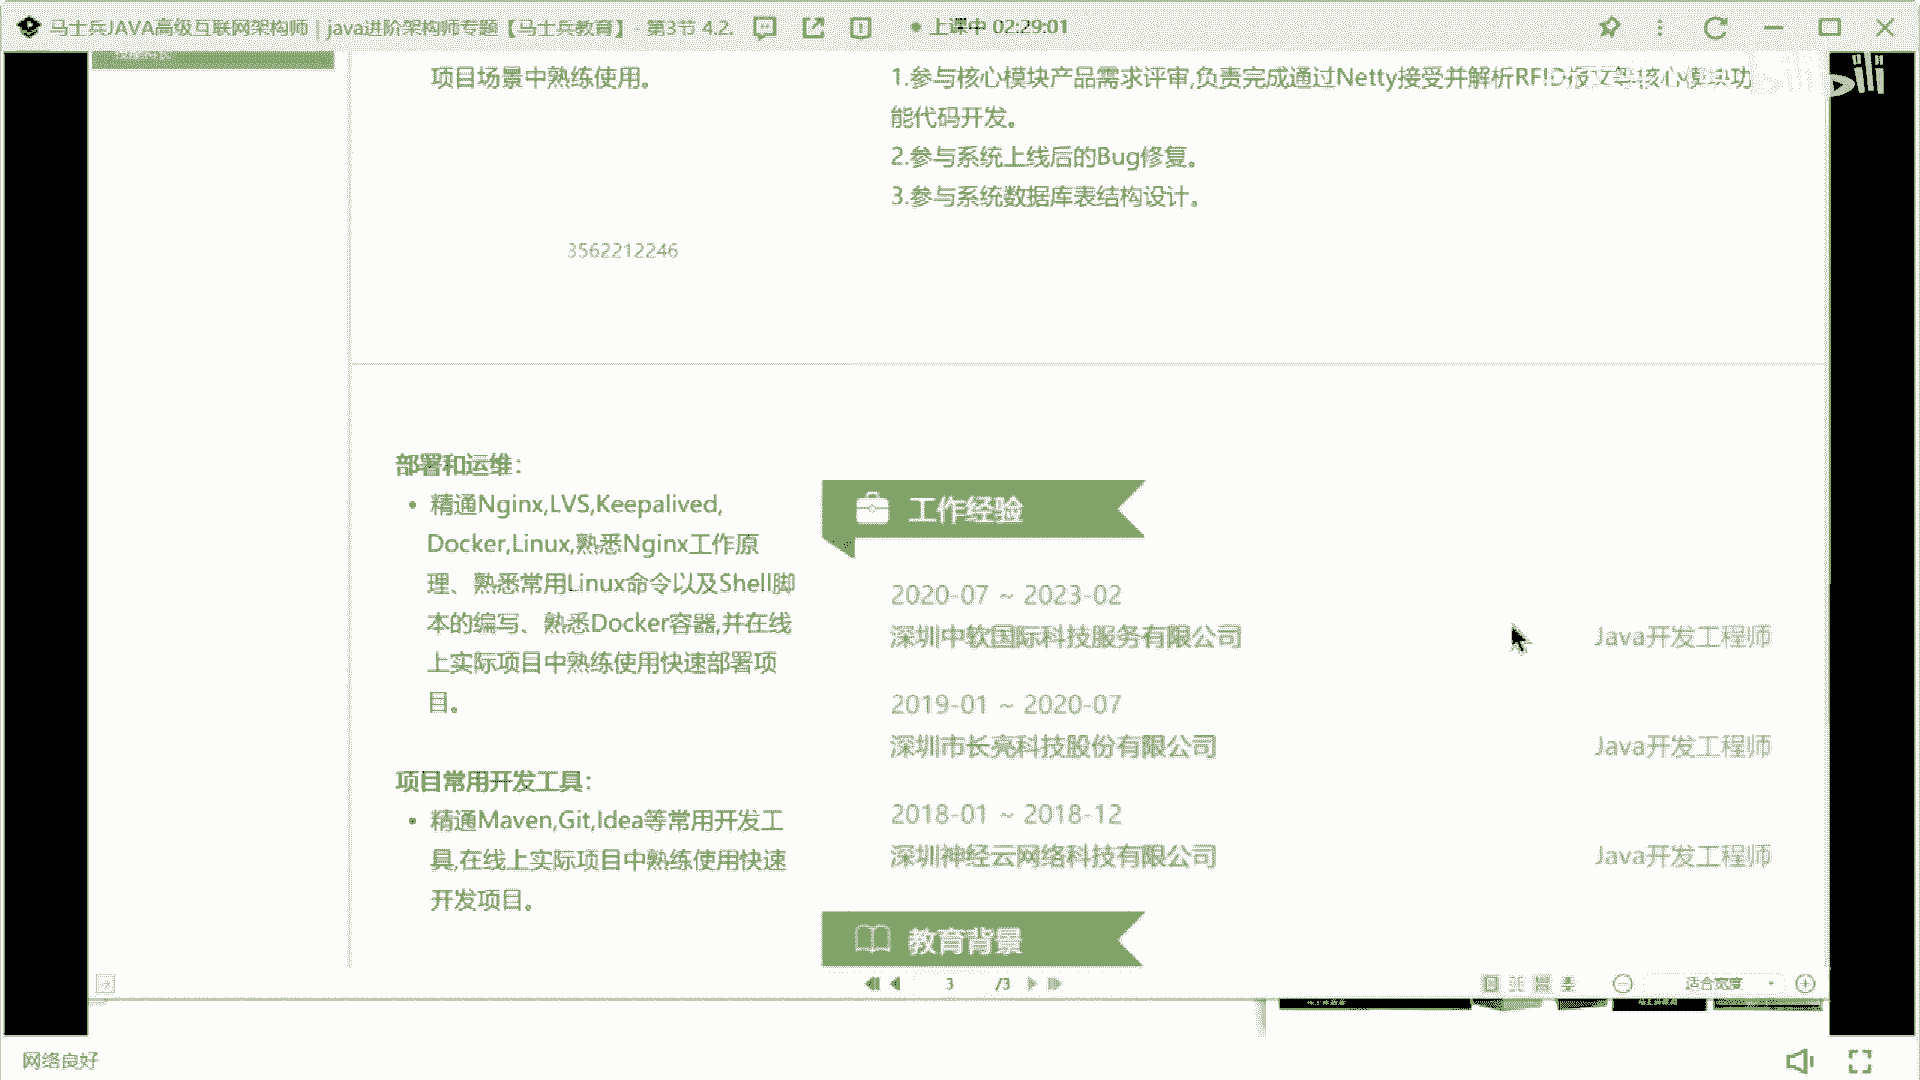 马士兵JAVA高级互联网架构师｜java进阶架构师专题【马士兵教育】- 第3节 4.2.
上课中 02:29:01
项目场景中熟练使用。
1.参与核心模块产品需求评审,负责完成通过Netty接受并解析RFID报文等核心模块功
能代码开发。
2.参与系统上线后的Bug修复。
3.参与系统数据库表结构设计。
3562212246
部署和运维：
• 精通Nginx,LVS,Keepalived,
Docker,Linux,熟悉Nginx工作原
理、熟悉常用Linux命令以及Shell脚
本的编写、熟悉Docker容器,并在线
上实际项目中熟练使用快速部署项
目。
项目常用开发工具：
• 精通Maven,Git,Idea等常用开发工
具,在线上实际项目中熟练使用快速
开发项目。
工作经验
2020-07 ~ 2023-02
深圳中软国际科技服务有限公司
Java开发工程师
2019-01 ~ 2020-07
深圳市长亮科技股份有限公司
Java开发工程师
2018-01 ~ 2018-12
深圳神经云网络科技有限公司
Java开发工程师
教育背景
3
/3
适合宽度
网络良好